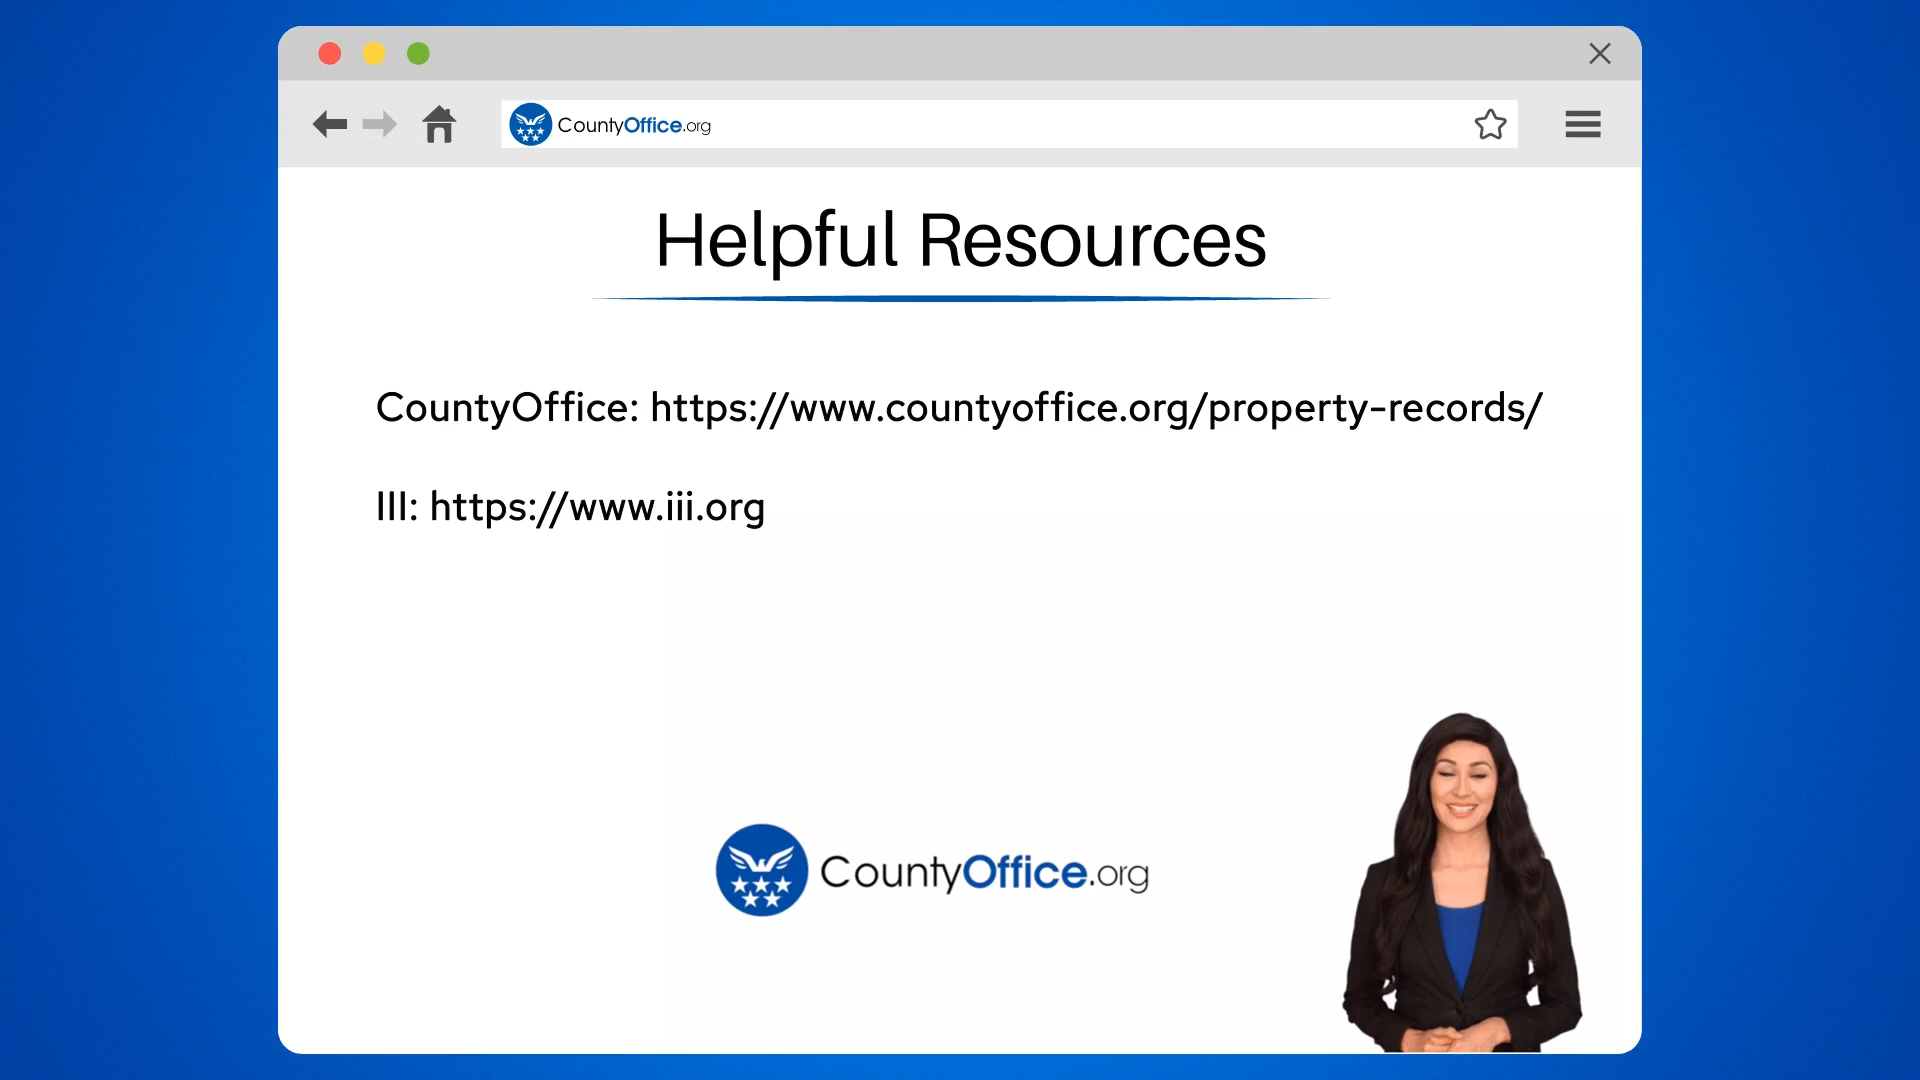 CountyOffice.org
Helpful Resources
CountyOffice: https://www.countyoffice.org/property-records/
III: https://www.iii.org
CountyOffice.org